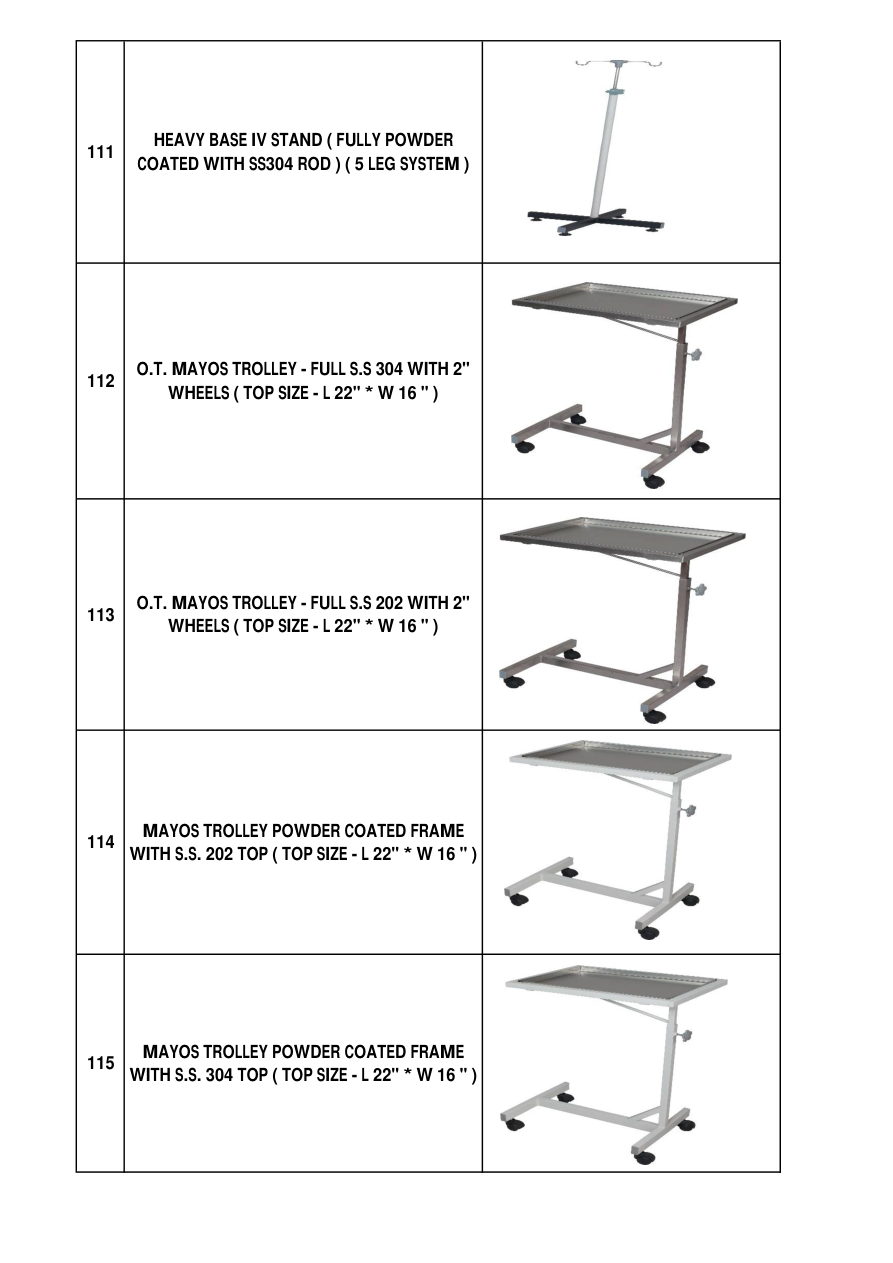 111
HEAVY BASE IV STAND ( FULLY POWDER
COATED WITH SS304 ROD ) ( 5 LEG SYSTEM )
112
O.T. MAYOS TROLLEY - FULL S.S 304 WITH 2"
WHEELS ( TOP SIZE - L 22" * W 16 " )
113
O.T. MAYOS TROLLEY - FULL S.S 202 WITH 2"
WHEELS ( TOP SIZE - L 22" * W 16 " )
114
MAYOS TROLLEY POWDER COATED FRAME
WITH S.S. 202 TOP ( TOP SIZE - L 22" * W 16 " )
115
MAYOS TROLLEY POWDER COATED FRAME
WITH S.S. 304 TOP ( TOP SIZE - L 22" * W 16 " )